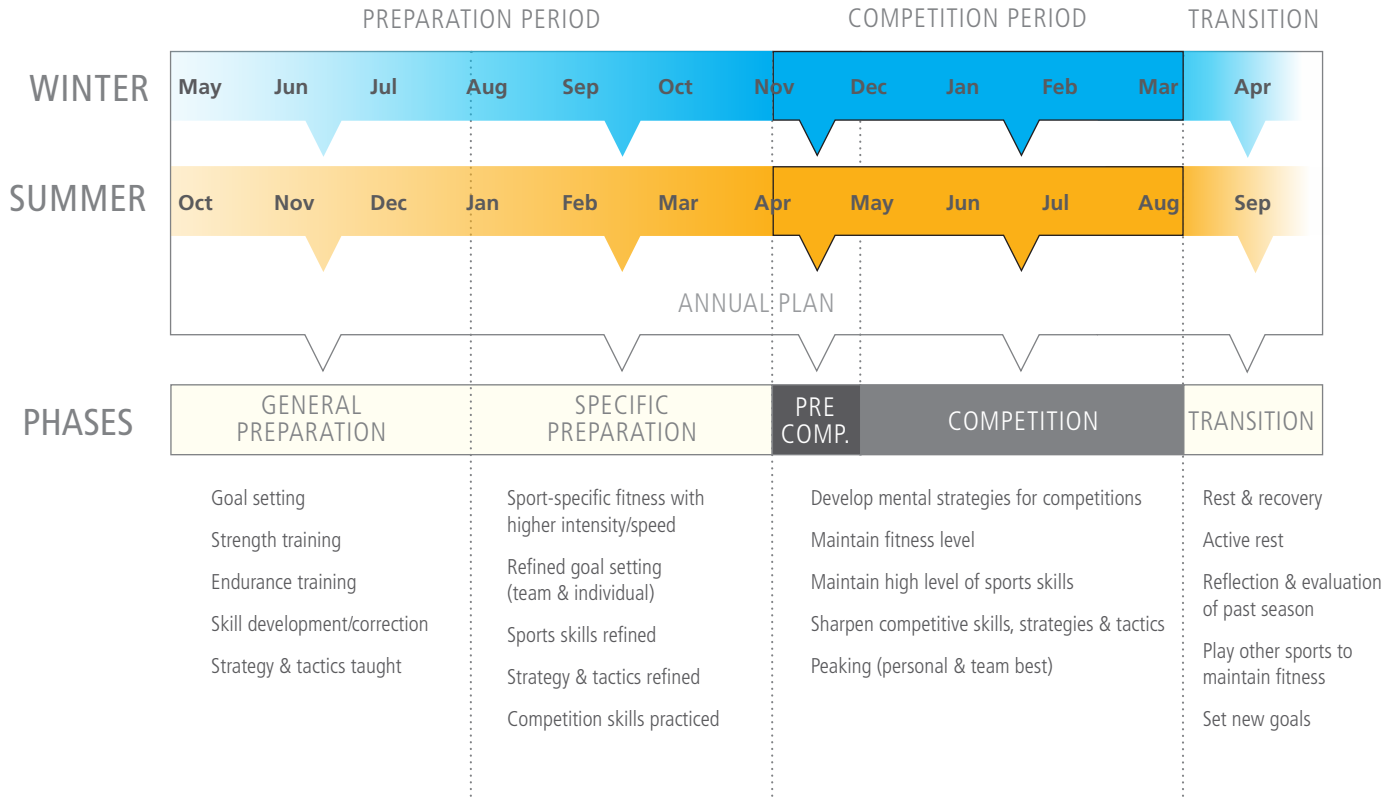 PREPARATION PERIOD COMPETITION PERIOD TRANSITION
WINTER May Jun Jul Aug Sep Oct Nov Dec Jan Feb Mar Apr
SUMMER Oct Nov Dec Jan Feb Mar Apr May Jun Jul Aug Sep
ANNUAL PLAN
PHASES
GENERAL
PREPARATION
SPECIFIC
PREPARATION
PRE
COMP.
COMPETITION
TRANSITION
Goal setting
Strength training
Endurance training
Skill development/correction
Strategy & tactics taught
Sport-specific fitness with
higher intensity/speed
Refined goal setting
(team & individual)
Sports skills refined
Strategy & tactics refined
Competition skills practiced
Develop mental strategies for competitions
Maintain fitness level
Maintain high level of sports skills
Sharpen competitive skills, strategies & tactics
Peaking (personal & team best)
Rest & recovery
Active rest
Reflection & evaluation
of past season
Play other sports to
maintain fitness
Set new goals